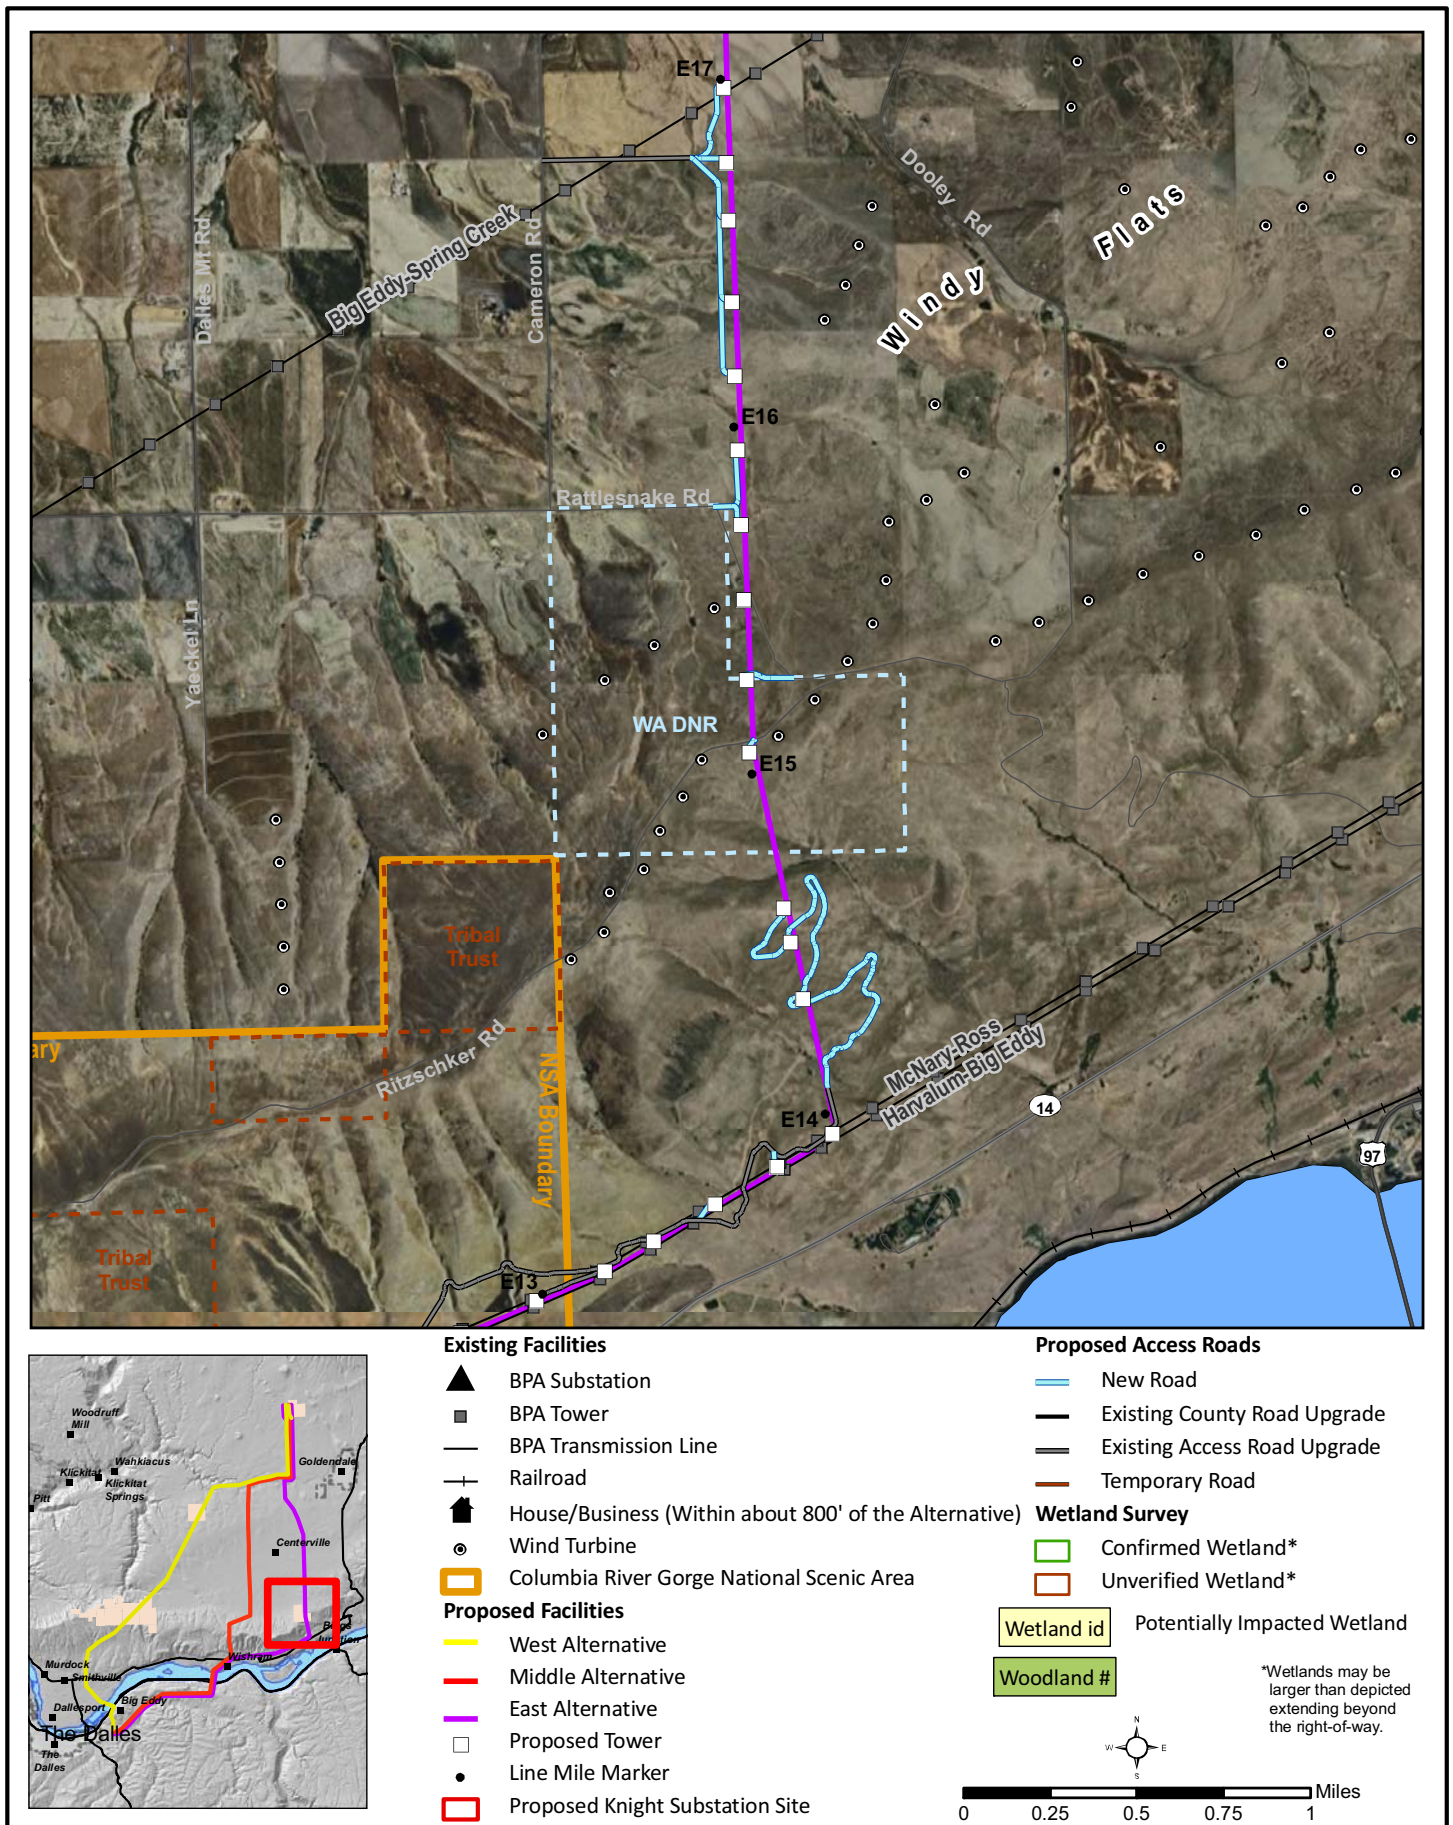 E17
Dooley Rd
Flats
Windy
Dalles Mt Rd
Big Eddy-Spring Creek
Cameron Rd
E16
Rattlesnake Rd
Yaeckel Ln
WA DNR
E15
Tribal
Trust
Ritzschker Rd
ary
NSA Boundary
McNary-Ross
Harvalum-Big Eddy
E14
14
97
Tribal
Trust
E13
Woodruff
Mill
Wahkiacus
Klickitat
Klickitat
Springs
Pitt
Goldendale
Centerville
Biggs
Junction
Wishram
Murdock
Smithville
Big Eddy
Dallesport
The Dalles
The
Dalles
Existing Facilities
BPA Substation
BPA Tower
BPA Transmission Line
Railroad
House/Business (Within about 800' of the Alternative)
Wind Turbine
Columbia River Gorge National Scenic Area
Proposed Facilities
West Alternative
Middle Alternative
East Alternative
Proposed Tower
Line Mile Marker
Proposed Knight Substation Site
Proposed Access Roads
New Road
Existing County Road Upgrade
Existing Access Road Upgrade
Temporary Road
Wetland Survey
Confirmed Wetland*
Unverified Wetland*
Wetland id Potentially Impacted Wetland
Woodland #
*Wetlands may be
larger than depicted
extending beyond
the right-of-way.
N
W E
S
Miles
0 0.25 0.5 0.75 1